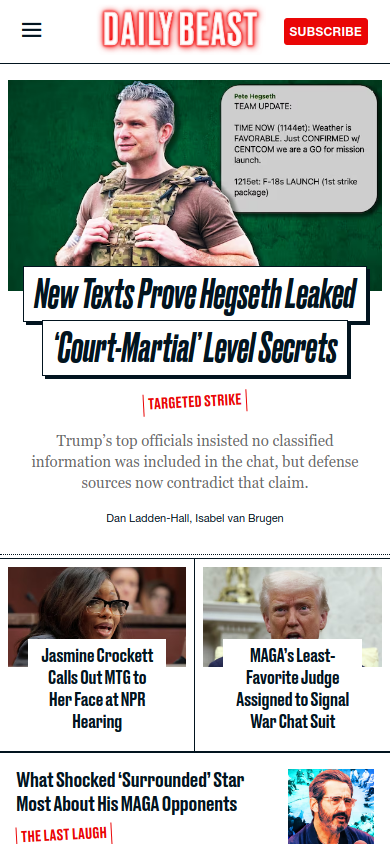 DAILY BEAST
SUBSCRIBE
Pete Hegseth
TEAM UPDATE:
TIME NOW (1144et): Weather is
FAVORABLE. Just CONFIRMED w/
CENTCOM we are a GO for mission
launch.
1215et: F-18s LAUNCH (1st strike
package)
New Texts Prove Hegseth Leaked
‘Court-Martial’ Level Secrets
TARGETED STRIKE
Trump’s top officials insisted no classified
information was included in the chat, but defense
sources now contradict that claim.
Dan Ladden-Hall, Isabel van Brugen
Jasmine Crockett
Calls Out MTG to
Her Face at NPR
Hearing
MAGA’s Least-
Favorite Judge
Assigned to Signal
War Chat Suit
What Shocked ‘Surrounded’ Star
Most About His MAGA Opponents
THE LAST LAUGH